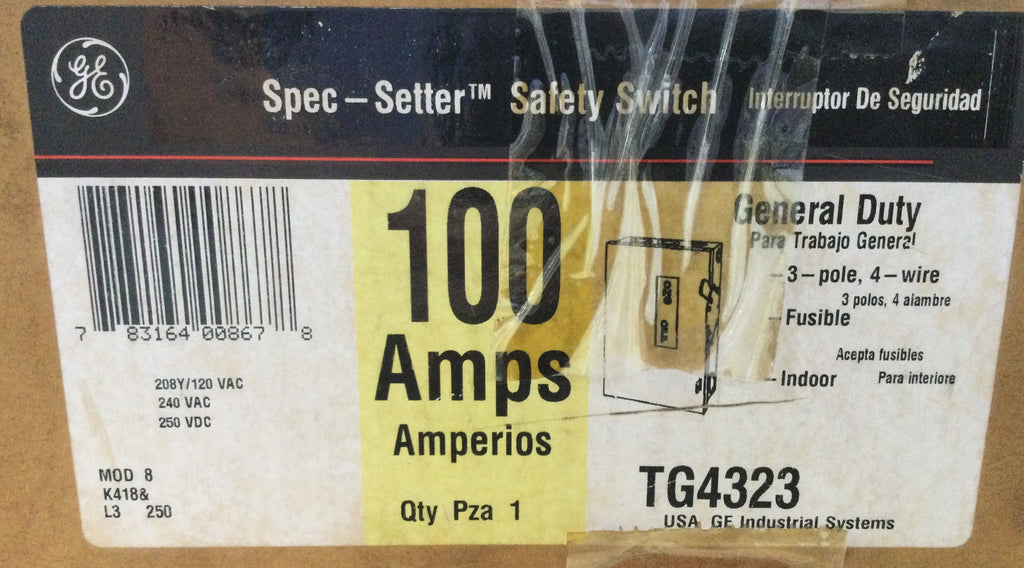 GE
Spec-Setter™ Safety Switch Interruptor De Seguridad
7 83164 00867 8
208Y/120 VAC
240 VAC
250 VDC
MOD 8
K418&
L3 250
100
Amps
Amperios
Qty Pza 1
General Duty
Para Trabajo General
-3-pole, 4-wire
3 polos, 4 alambre
-Fusible
Acepta fusibles
-Indoor Para interiore
TG4323
USA GE Industrial Systems